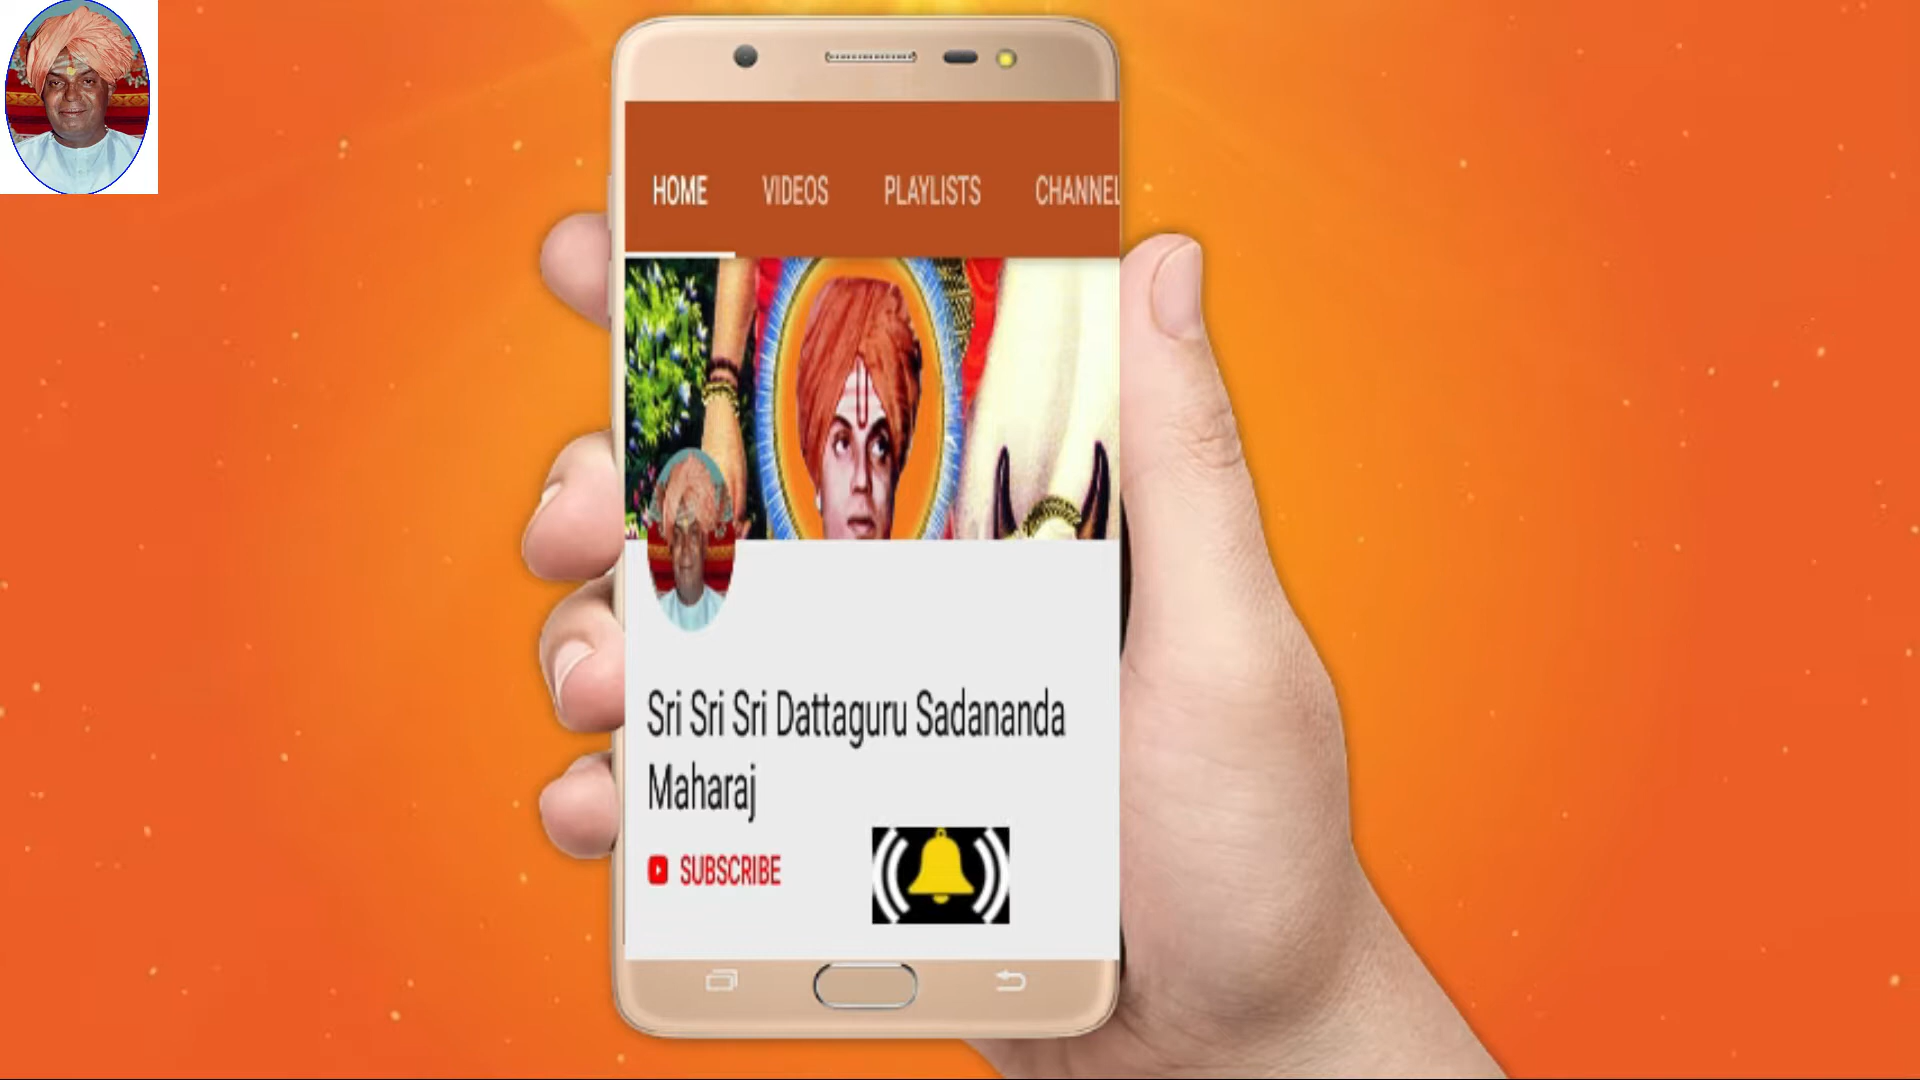 HOME VIDEOS PLAYLISTS CHANNEL
Sri Sri Sri Dattaguru Sadananda
Maharaj
SUBSCRIBE